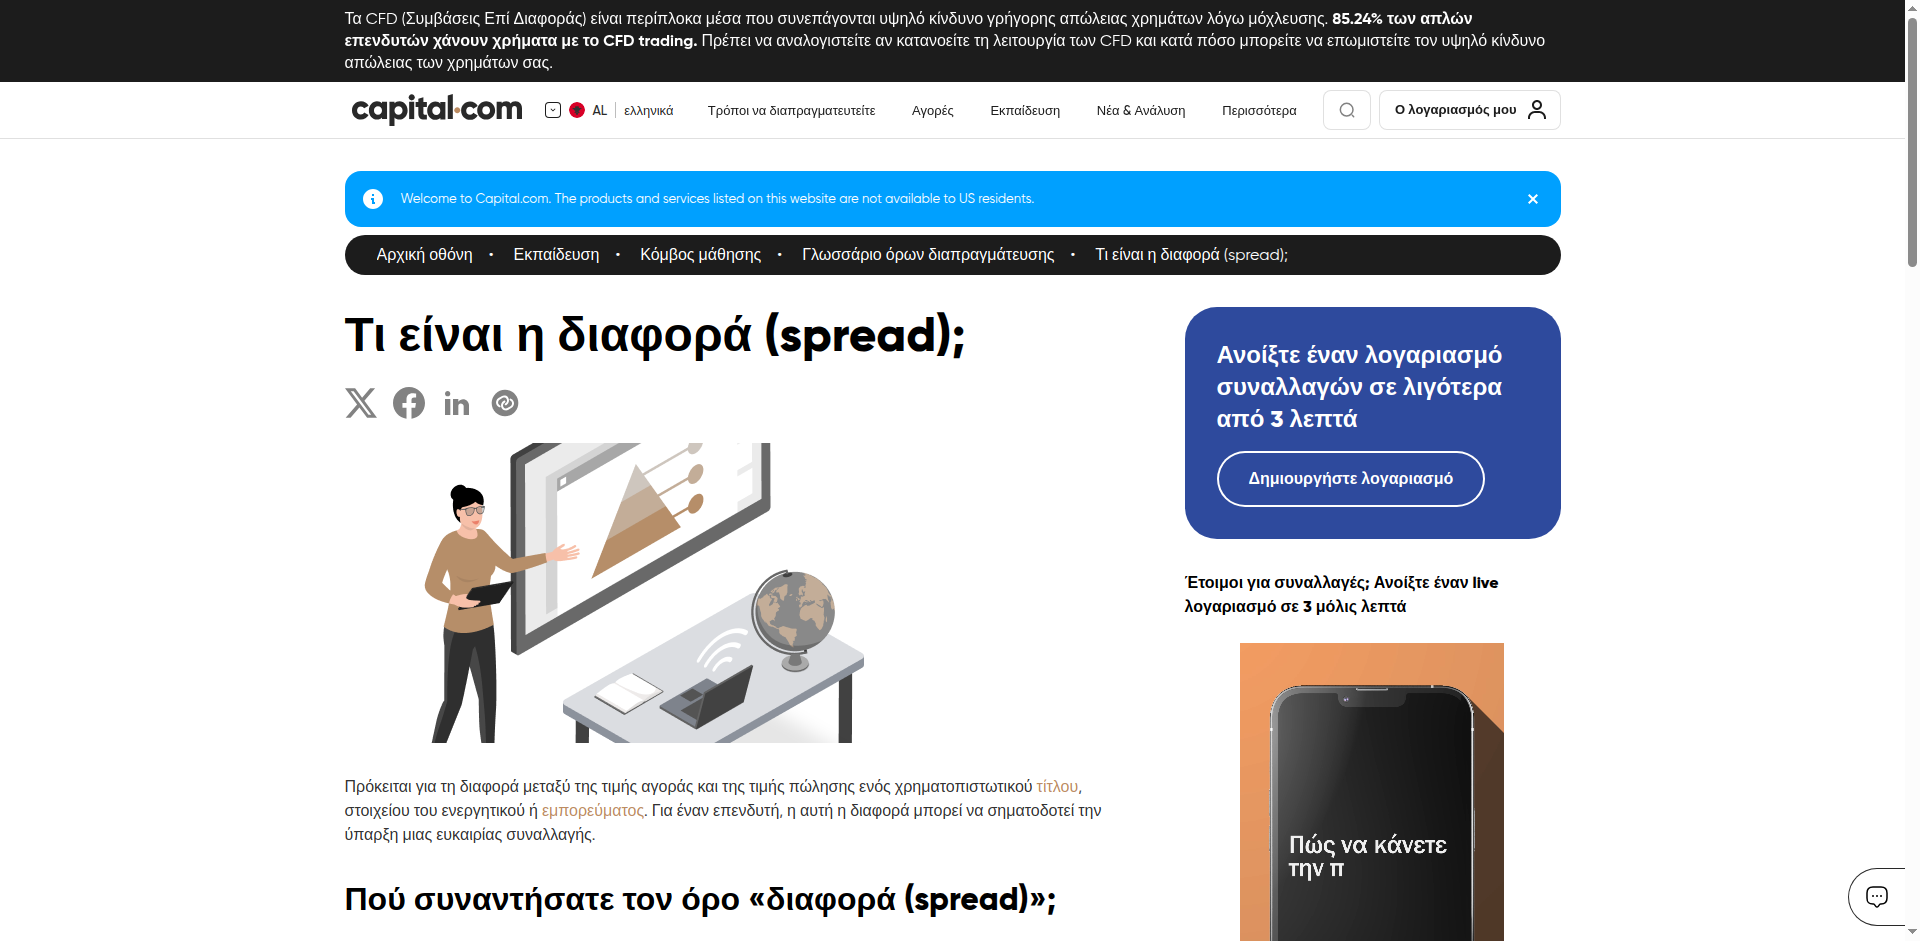 Τα CFD (Συμβάσεις Επί Διαφοράς) είναι περίπλοκα μέσα που συνεπάγονται υψηλό κίνδυνο γρήγορης απώλειας χρημάτων λόγω μόχλευσης. 85.24% των απλών
επενδυτών χάνουν χρήματα με το CFD trading. Πρέπει να αναλογιστείτε αν κατανοείτε τη λειτουργία των CFD και κατά πόσο μπορείτε να επωμιστείτε τον υψηλό κίνδυνο
απώλειας των χρημάτων σας.
capital.com
AL ελληνικά
Τρόποι να διαπραγματευτείτε
Αγορές
Εκπαίδευση
Νέα & Ανάλυση
Περισσότερα
Ο λογαριασμός μου
Welcome to Capital.com. The products and services listed on this website are not available to US residents.
Αρχική οθόνη • Εκπαίδευση • Κόμβος μάθησης • Γλωσσάριο όρων διαπραγμάτευσης • Τι είναι η διαφορά (spread);
Τι είναι η διαφορά (spread);
Πρόκειται για τη διαφορά μεταξύ της τιμής αγοράς και της τιμής πώλησης ενός χρηματοπιστωτικού τίτλου,
στοιχείου του ενεργητικού ή εμπορεύματος. Για έναν επενδυτή, η αυτή η διαφορά μπορεί να σηματοδοτεί την
ύπαρξη μιας ευκαιρίας συναλλαγής.
Πού συναντήσατε τον όρο «διαφορά (spread)»;
Ανοίξτε έναν λογαριασμό
συναλλαγών σε λιγότερα
από 3 λεπτά
Δημιουργήστε λογαριασμό
Έτοιμοι για συναλλαγές; Ανοίξτε έναν live
λογαριασμό σε 3 μόλις λεπτά
Πώς να κάνετε
την π